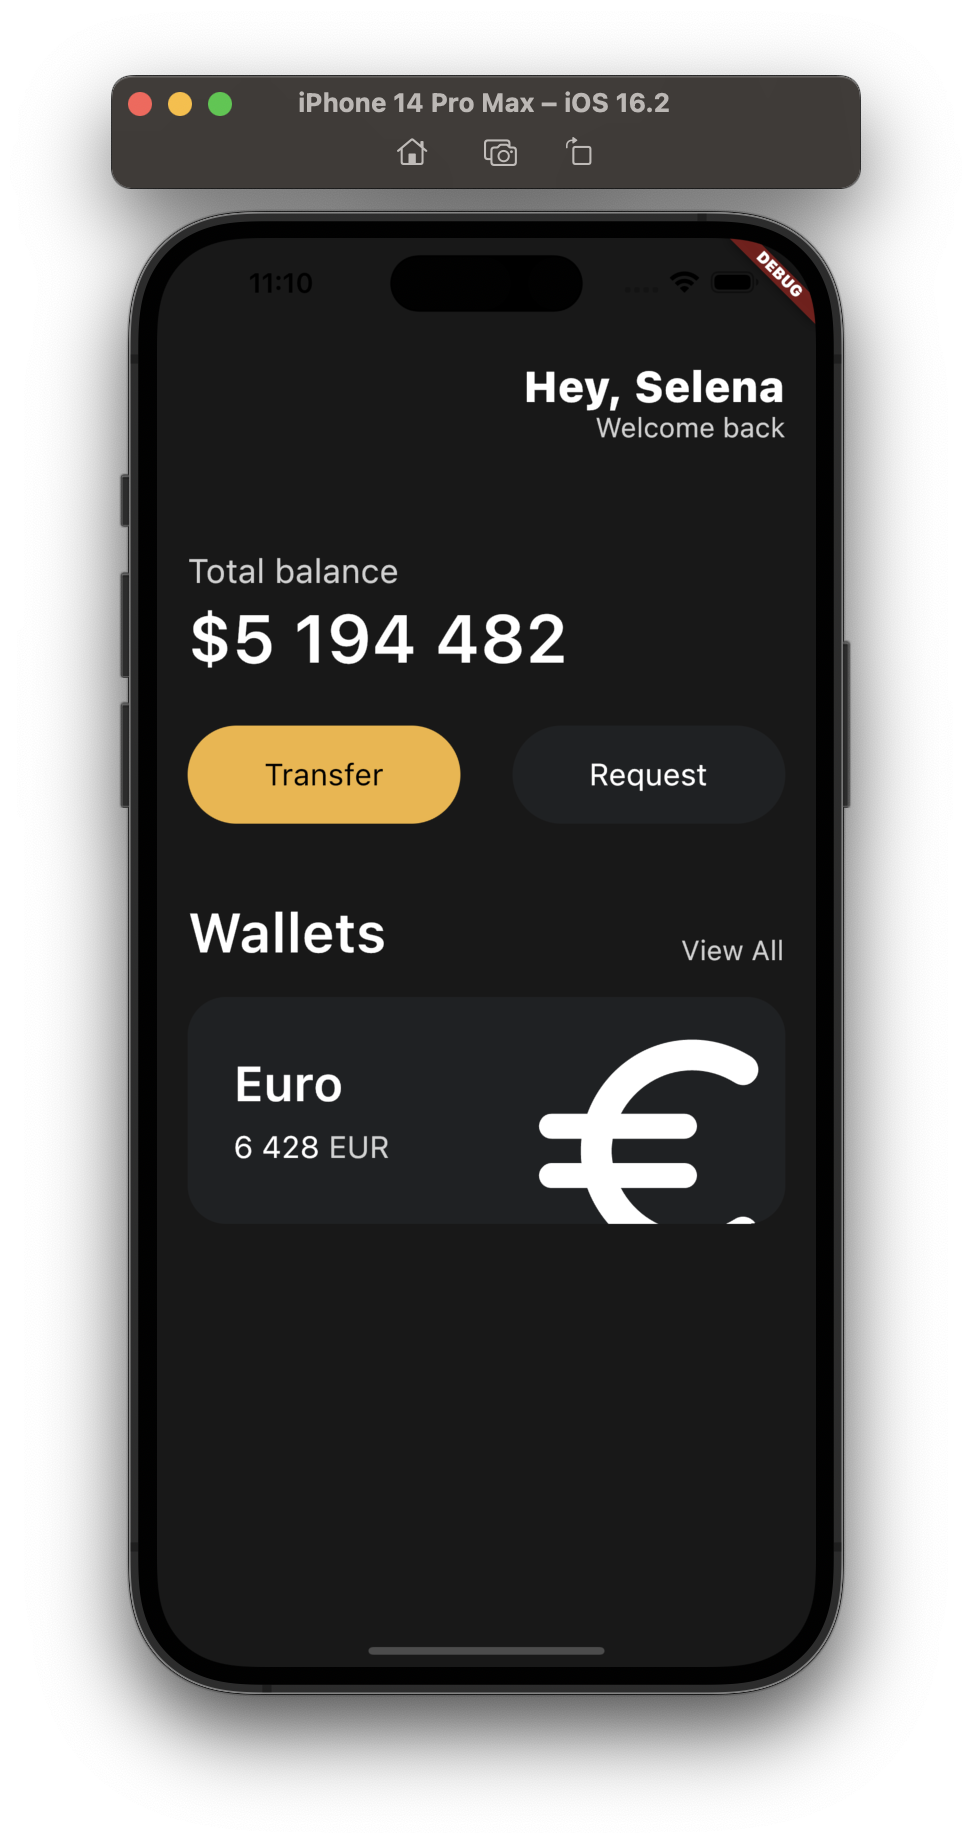 iPhone 14 Pro Max – iOS 16.2
11:10
DEBUG
Hey, Selena
Welcome back
Total balance
$5 194 482
Transfer
Request
Wallets
View All
Euro
6 428 EUR
€